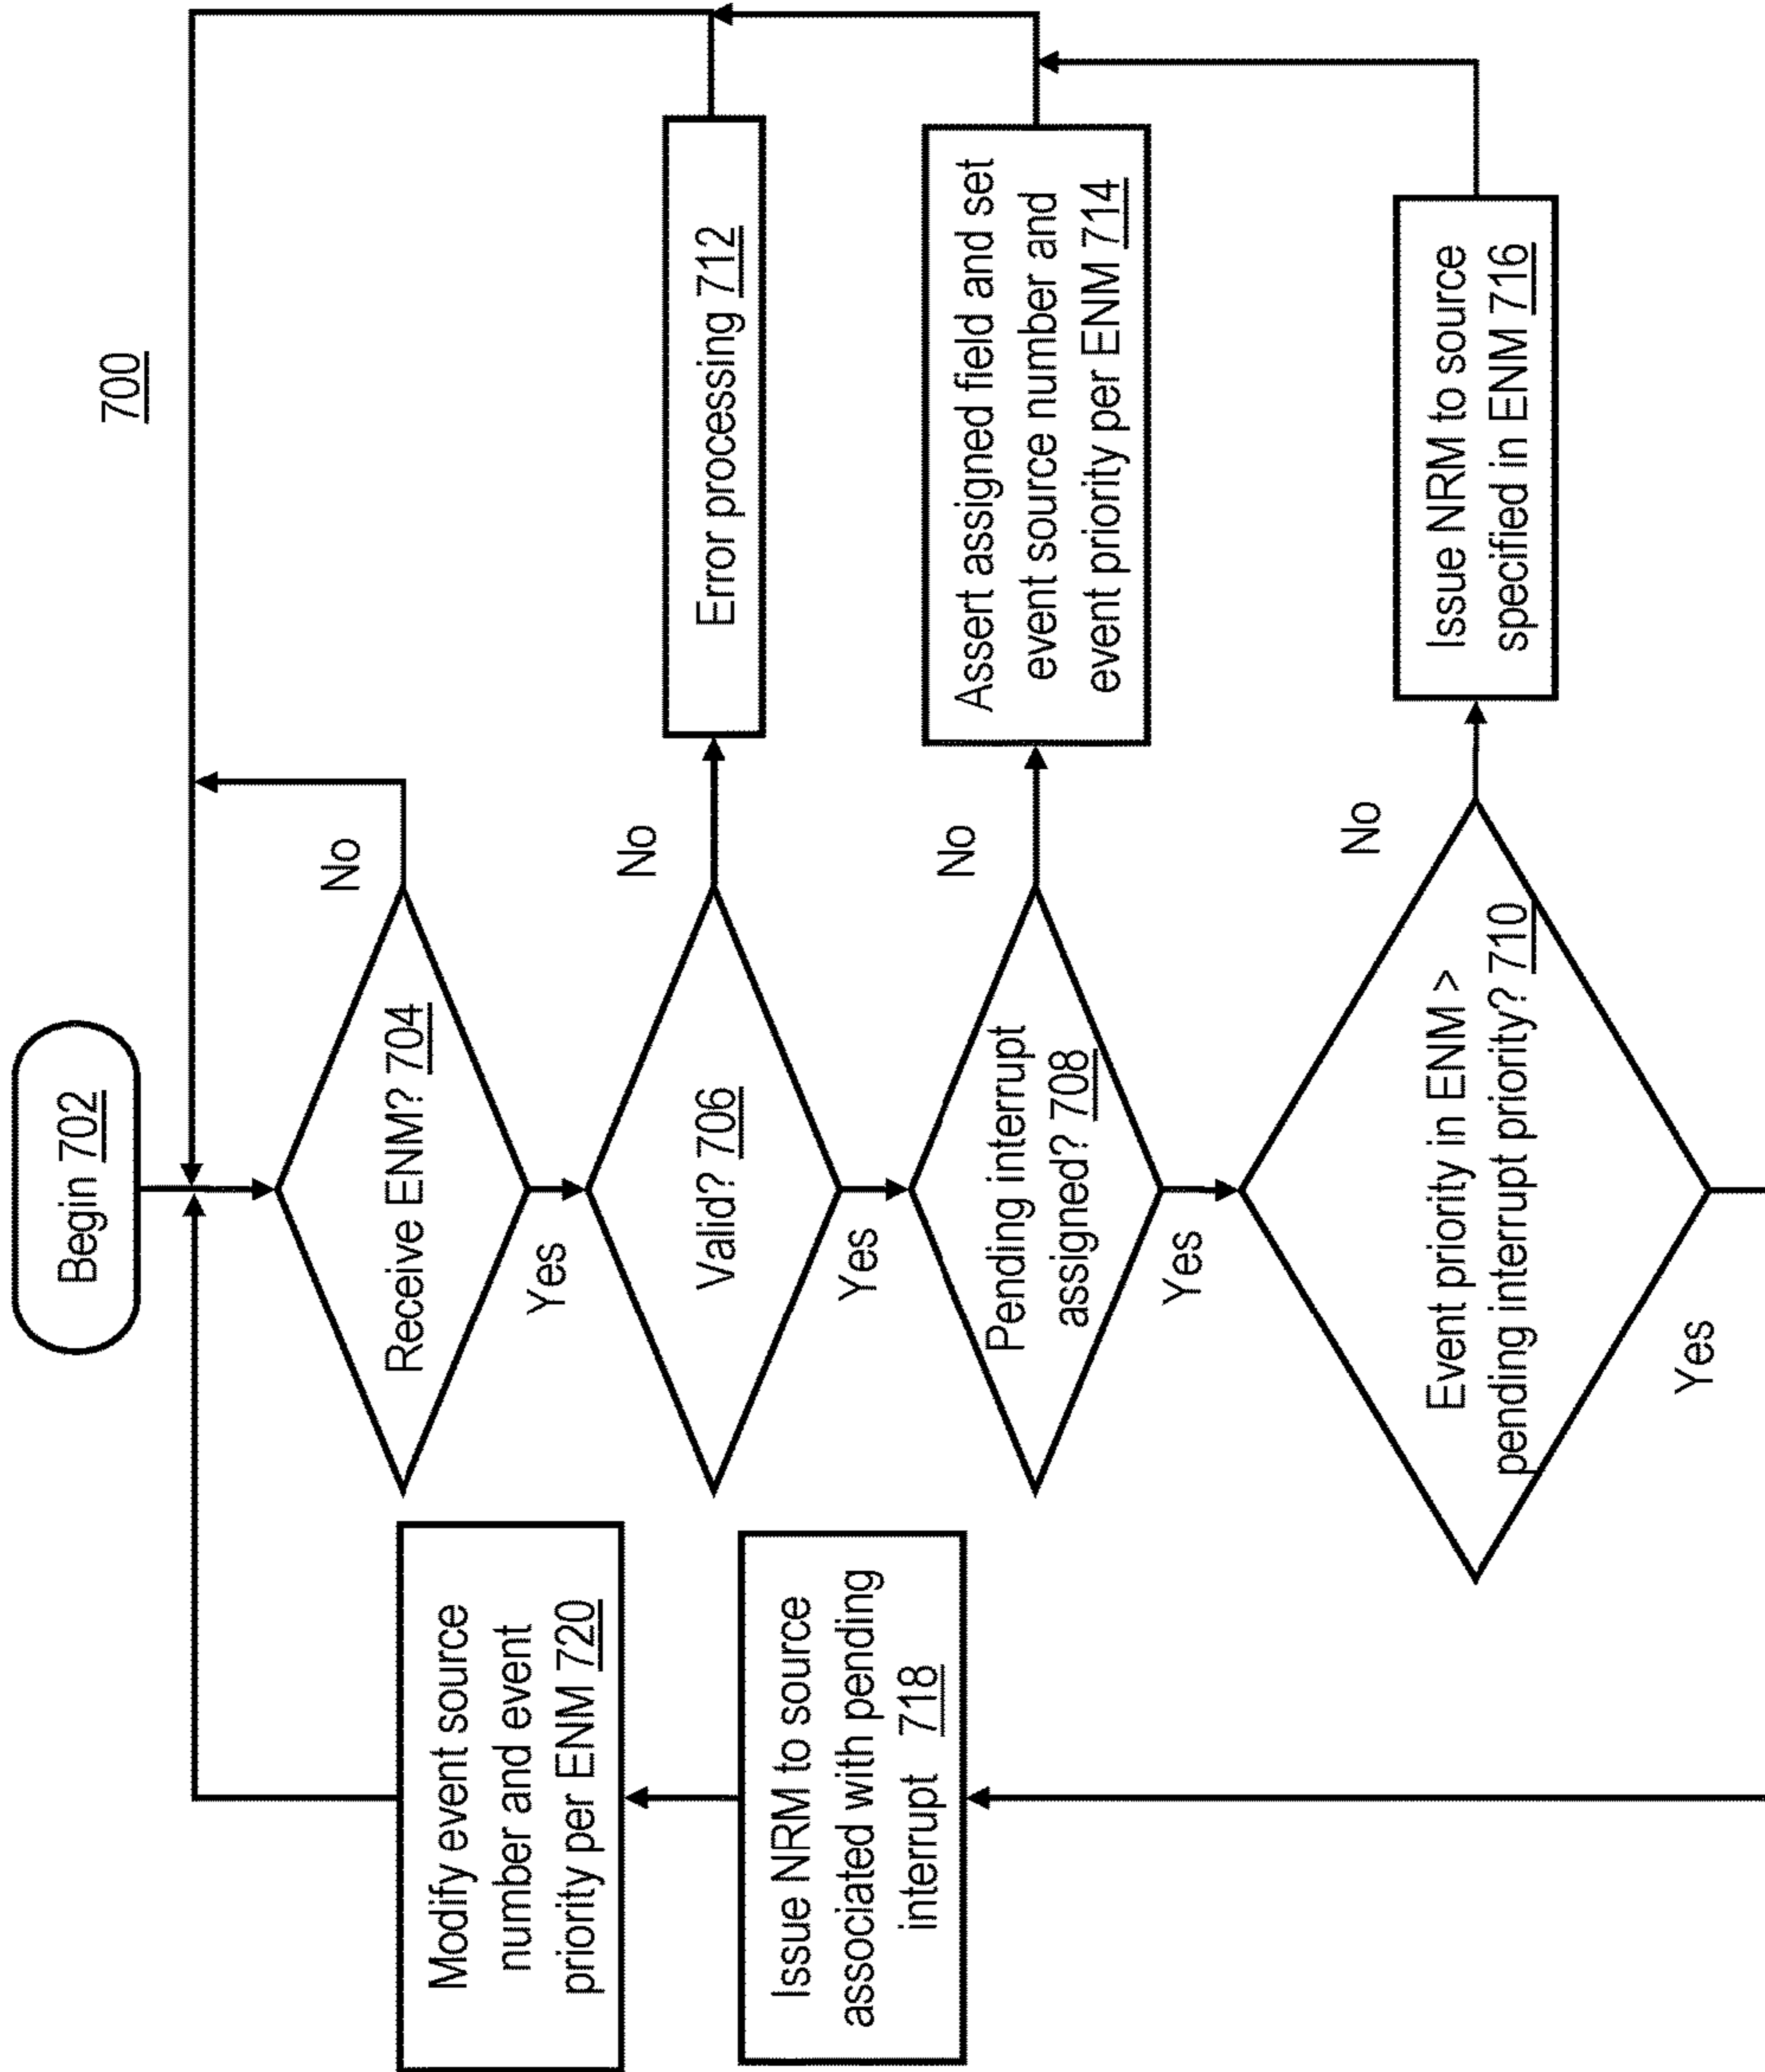 700
Begin 702
Receive ENM? 704
No
Yes
Valid? 706
No
Yes
Error processing 712
Pending interrupt
assigned? 708
No
Yes
Assert assigned field and set
event source number and
event priority per ENM 714
Event priority in ENM >
pending interrupt priority? 710
No
Yes
Issue NRM to source
specified in ENM 716
Issue NRM to source
associated with pending
interrupt 718
Modify event source
number and event
priority per ENM 720